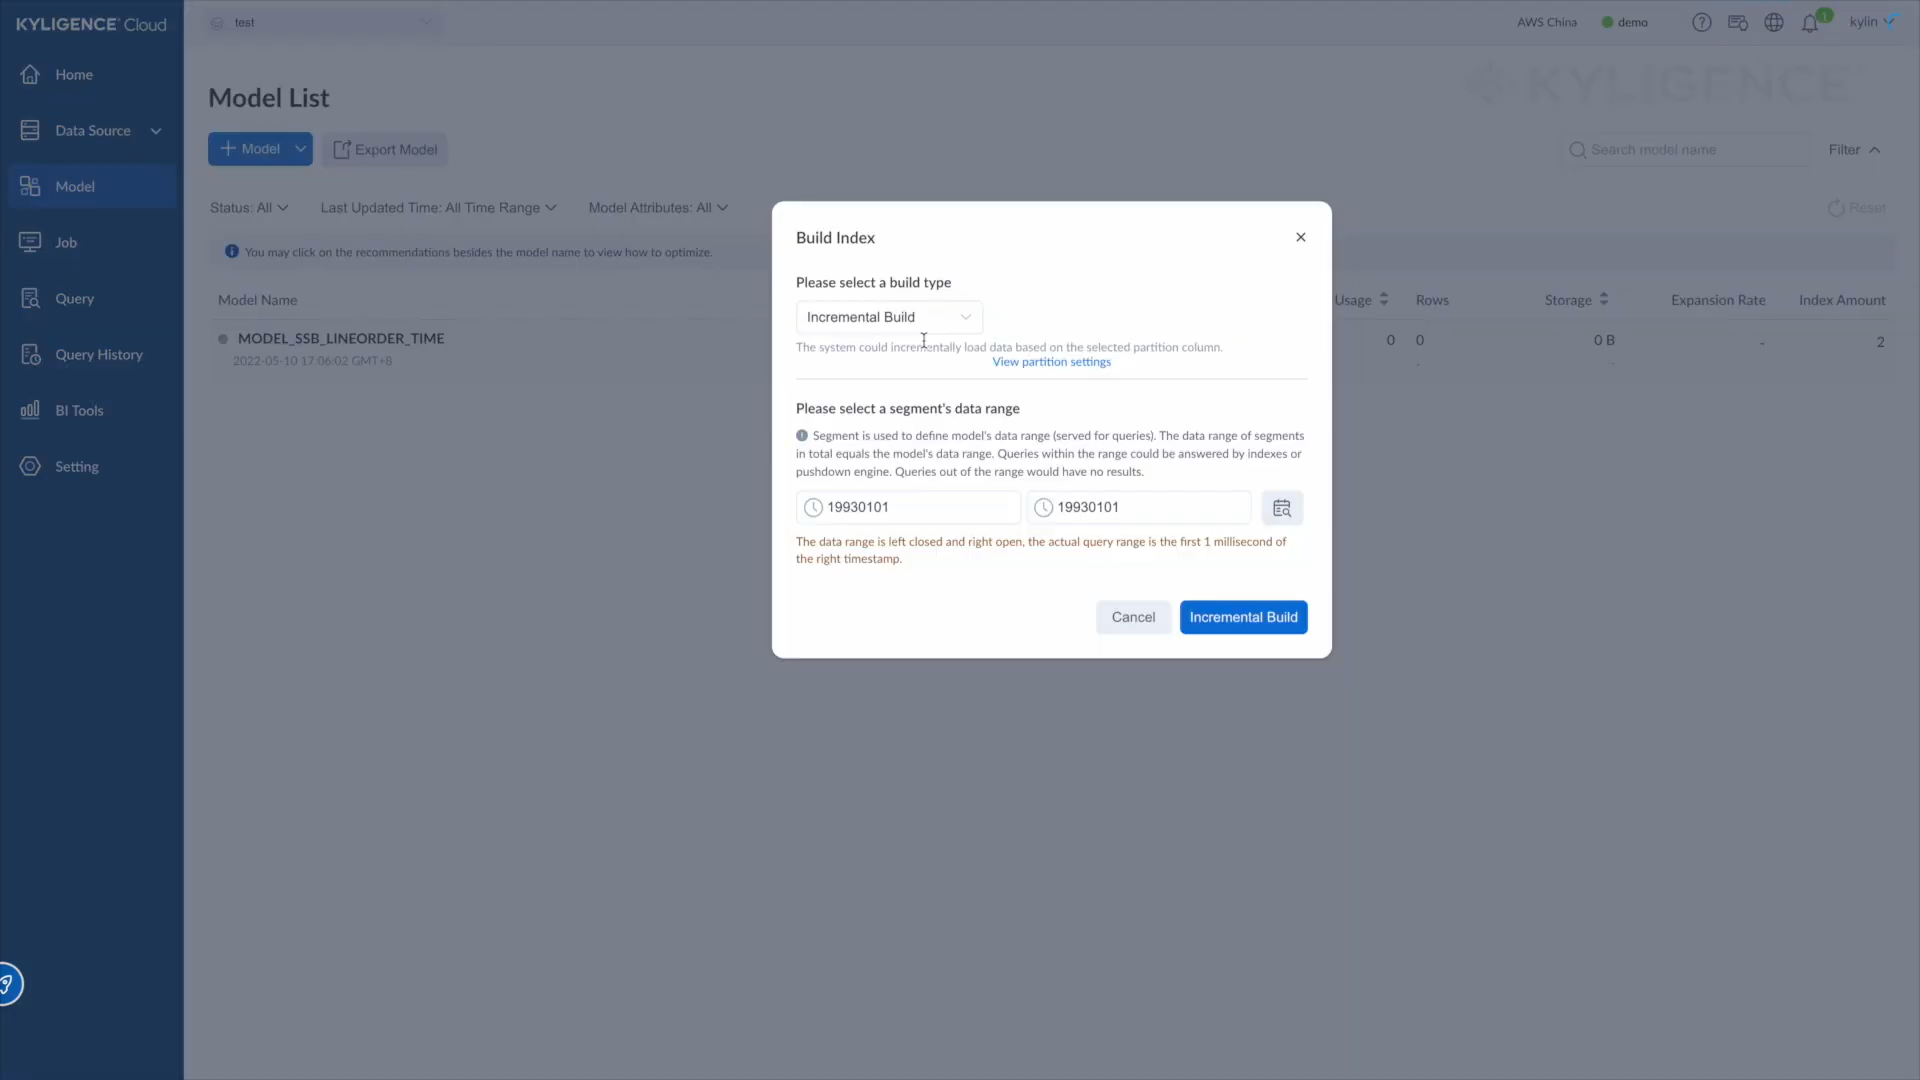 KYLIGENCE® Cloud
test
AWS China
demo
1
kylin
Home
Data Source
Model
Job
Query
Query History
BI Tools
Setting
Model List
KYLIGENCE
Model
Export Model
Search model name
Filter
Status: All
Last Updated Time: All Time Range
Model Attributes: All
Reset
You may click on the recommendations besides the model name to view how to optimize.
Model Name
Usage
Rows
Storage
Expansion Rate
Index Amount
MODEL_SSB_LINEORDER_TIME
2022-05-10 17:06:02 GMT+8
0
0
0 B
-
2
Build Index
Please select a build type
Incremental Build
The system could incrementally load data based on the selected partition column.
View partition settings
Please select a segment's data range
Segment is used to define model's data range (served for queries). The data range of segments
in total equals the model's data range. Queries within the range could be answered by indexes or
pushdown engine. Queries out of the range would have no results.
19930101
19930101
The data range is left closed and right open, the actual query range is the first 1 millisecond of
the right timestamp.
Cancel
Incremental Build